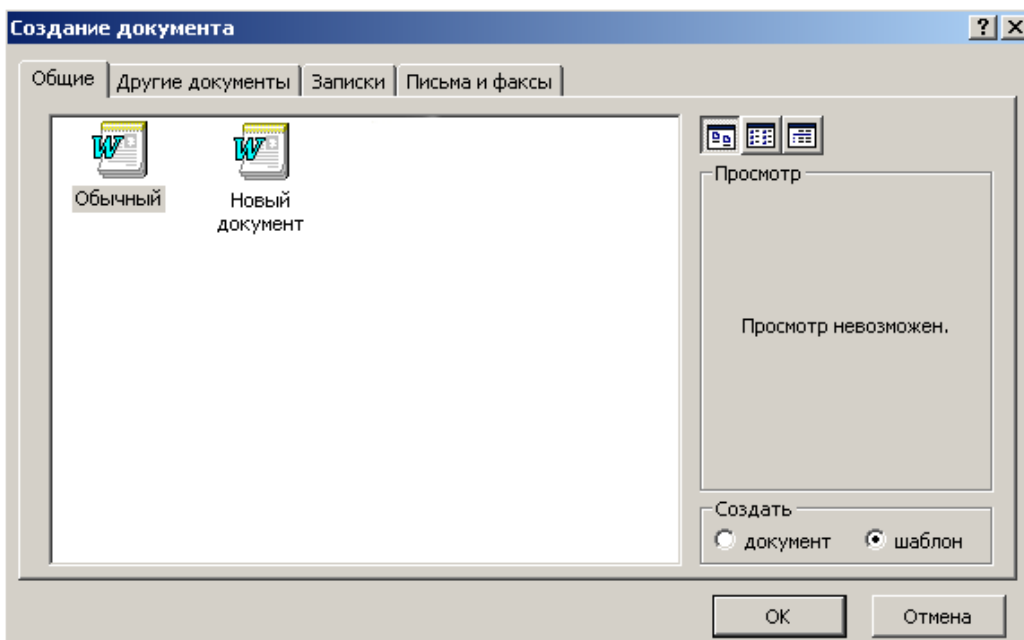 Создание документа
Общие
Другие документы
Записки
Письма и факсы
Обычный
Новый
документ
Просмотр
Просмотр невозможен.
Создать
документ
шаблон
OK
Отмена